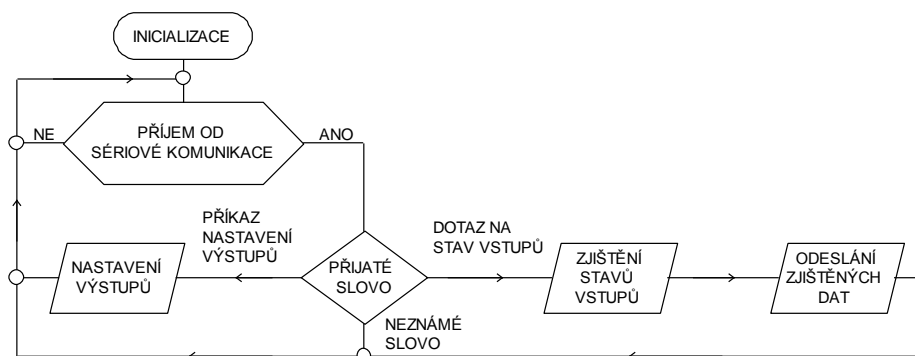 INICIALIZACE
NE
PŘÍJEM OD
SÉRIOVÉ KOMUNIKACE
ANO
PŘÍKAZ
NASTAVENÍ
VÝSTUPŮ
DOTAZ NA
STAV VSTUPŮ
NASTAVENÍ
VÝSTUPŮ
PŘIJATÉ
SLOVO
ZJIŠTĚNÍ
STAVŮ
VSTUPŮ
ODESLÁNÍ
ZJIŠTĚNÝCH
DAT
NEZNÁMÉ
SLOVO